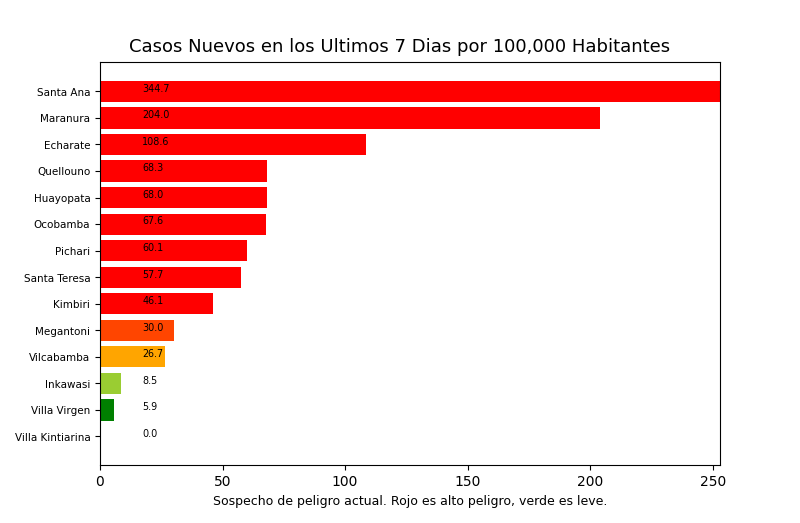 Casos Nuevos en los Ultimos 7 Dias por 100,000 Habitantes
Santa Ana 344.7
Maranura 204.0
Echarate 108.6
Quellouno 68.3
Huayopata 68.0
Ocobamba 67.6
Pichari 60.1
Santa Teresa 57.7
Kimbiri 46.1
Megantoni 30.0
Vilcabamba 26.7
Inkawasi 8.5
Villa Virgen 5.9
Villa Kintiarina 0.0
0 50 100 150 200 250
Sospecho de peligro actual. Rojo es alto peligro, verde es leve.